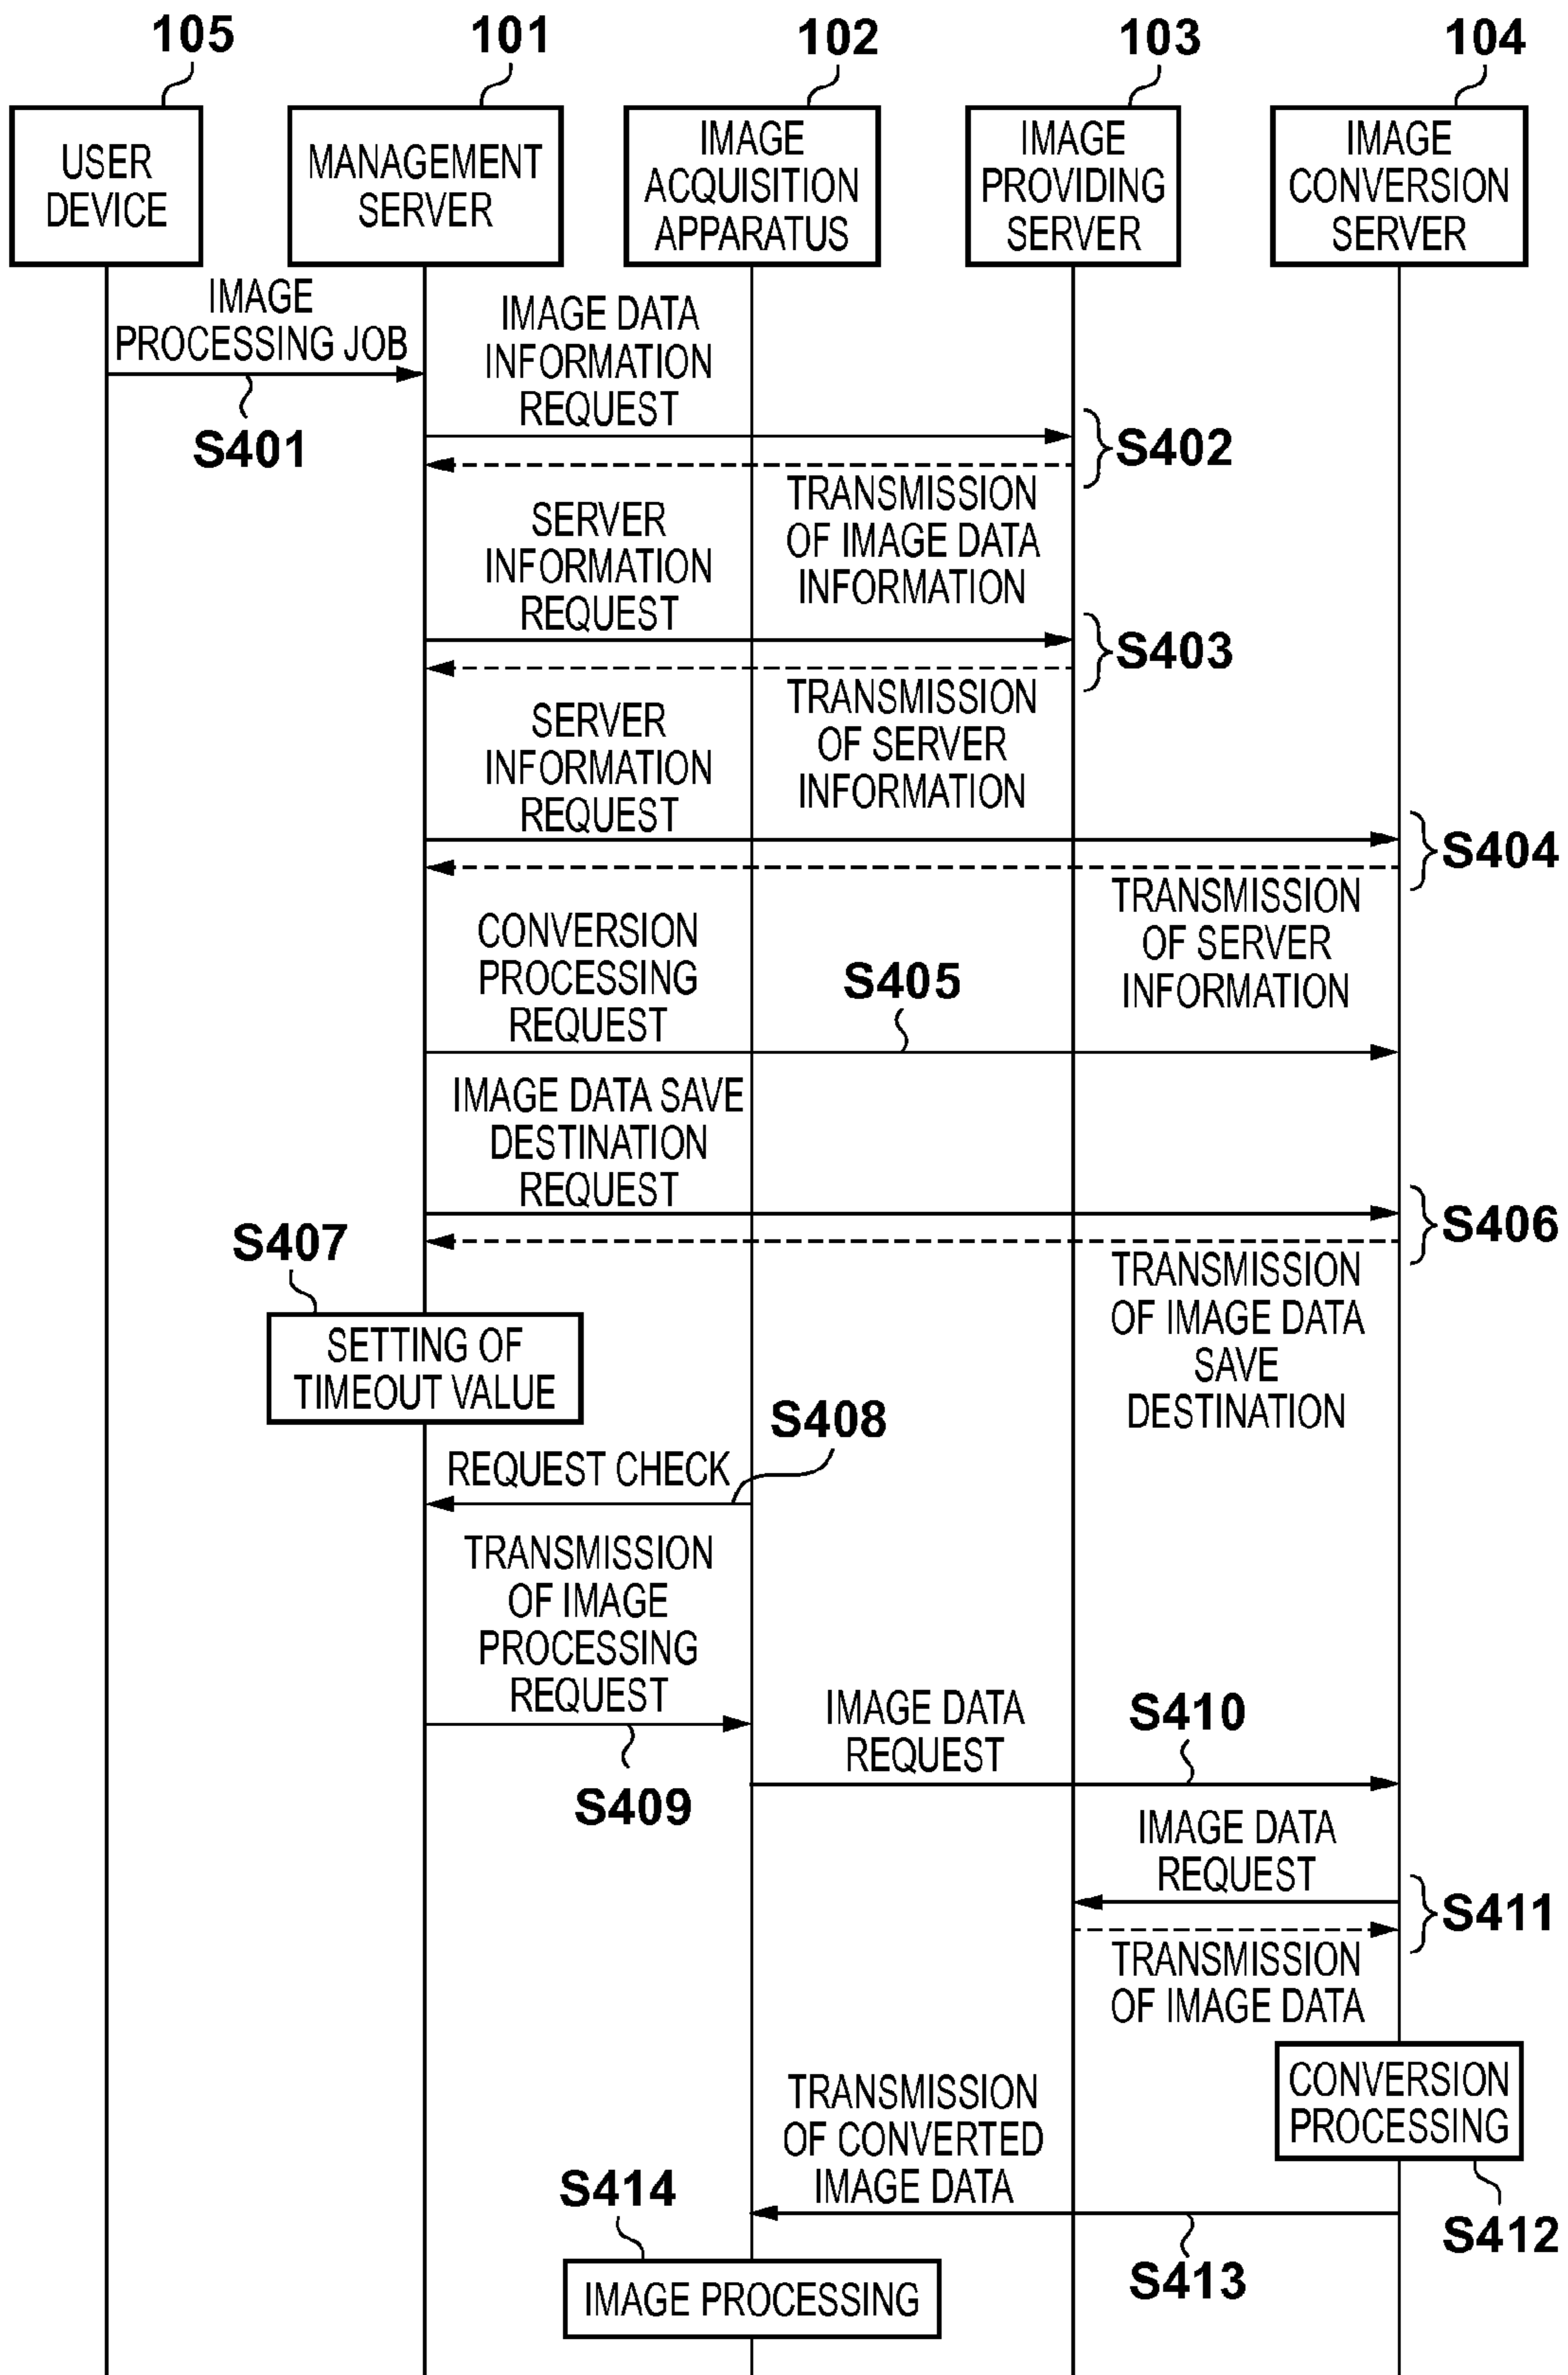 105
101
102
103
104
USER
DEVICE
MANAGEMENT
SERVER
IMAGE
ACQUISITION
APPARATUS
IMAGE
PROVIDING
SERVER
IMAGE
CONVERSION
SERVER
IMAGE
PROCESSING JOB
S401
IMAGE DATA
INFORMATION
REQUEST
S402
TRANSMISSION
OF IMAGE DATA
INFORMATION
SERVER
INFORMATION
REQUEST
S403
TRANSMISSION
OF SERVER
INFORMATION
SERVER
INFORMATION
REQUEST
S404
TRANSMISSION
OF SERVER
INFORMATION
CONVERSION
PROCESSING
REQUEST
S405
IMAGE DATA SAVE
DESTINATION
REQUEST
S406
TRANSMISSION
OF IMAGE DATA
SAVE
DESTINATION
S407
SETTING OF
TIMEOUT VALUE
S408
REQUEST CHECK
TRANSMISSION
OF IMAGE
PROCESSING
REQUEST
S409
IMAGE DATA
REQUEST
S410
IMAGE DATA
REQUEST
S411
TRANSMISSION
OF IMAGE DATA
CONVERSION
PROCESSING
S412
TRANSMISSION
OF CONVERTED
IMAGE DATA
S413
S414
IMAGE PROCESSING